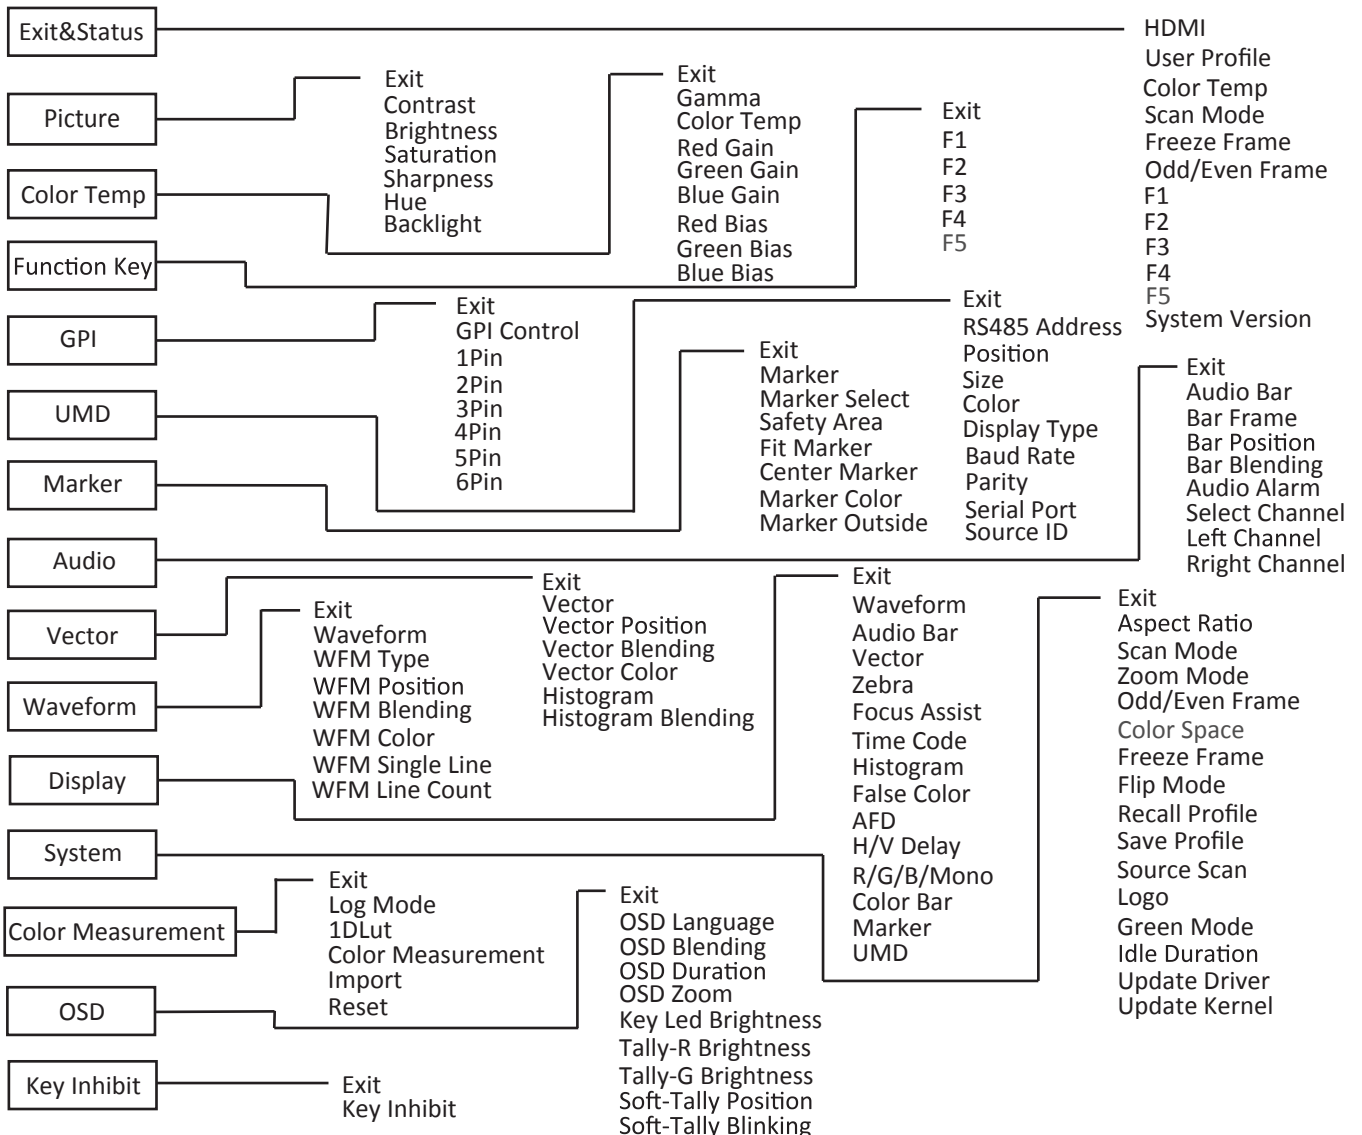 Exit&Status
HDMI
User Profile
Color Temp
Scan Mode
Freeze Frame
Odd/Even Frame
F1
F2
F3
F4
F5
System Version
Picture
Exit
Contrast
Brightness
Saturation
Sharpness
Hue
Backlight
Color Temp
Exit
Gamma
Color Temp
Red Gain
Green Gain
Blue Gain
Red Bias
Green Bias
Blue Bias
Function Key
Exit
F1
F2
F3
F4
F5
GPI
Exit
GPI Control
1Pin
2Pin
3Pin
4Pin
5Pin
6Pin
UMD
Exit
RS485 Address
Position
Size
Color
Display Type
Baud Rate
Parity
Serial Port
Source ID
Marker
Exit
Marker
Marker Select
Safety Area
Fit Marker
Center Marker
Marker Color
Marker Outside
Audio
Exit
Audio Bar
Bar Frame
Bar Position
Bar Blending
Audio Alarm
Select Channel
Left Channel
Rright Channel
Vector
Exit
Vector
Vector Position
Vector Blending
Vector Color
Histogram
Histogram Blending
Waveform
Exit
Waveform
WFM Type
WFM Position
WFM Blending
WFM Color
WFM Single Line
WFM Line Count
Display
Exit
Waveform
Audio Bar
Vector
Zebra
Focus Assist
Time Code
Histogram
False Color
AFD
H/V Delay
R/G/B/Mono
Color Bar
Marker
UMD
System
Exit
Aspect Ratio
Scan Mode
Zoom Mode
Odd/Even Frame
Color Space
Freeze Frame
Flip Mode
Recall Profile
Save Profile
Source Scan
Logo
Green Mode
Idle Duration
Update Driver
Update Kernel
Color Measurement
Exit
Log Mode
1DLut
Color Measurement
Import
Reset
OSD
Exit
OSD Language
OSD Blending
OSD Duration
OSD Zoom
Key Led Brightness
Tally-R Brightness
Tally-G Brightness
Soft-Tally Position
Soft-Tally Blinking
Key Inhibit
Exit
Key Inhibit